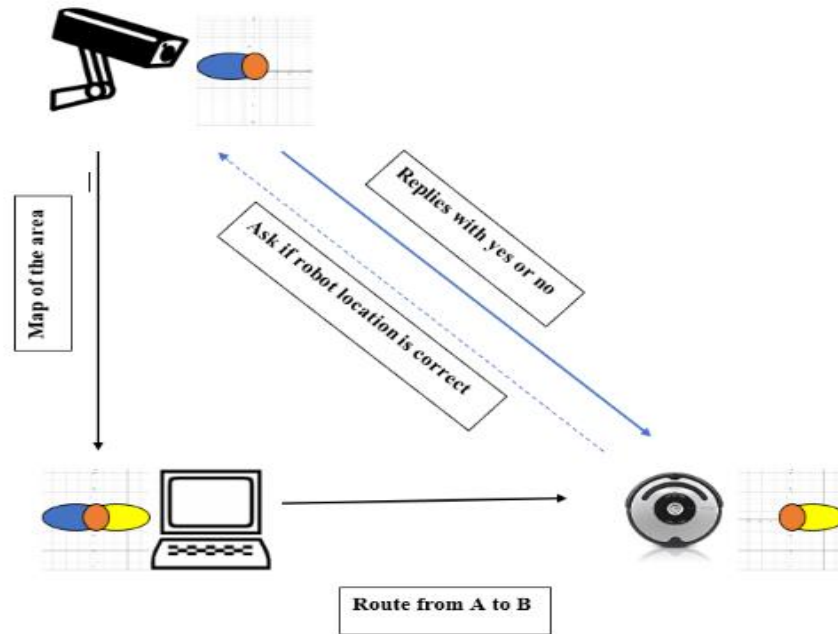 Replies with yes or no
Ask if robot location is correct
Map of the area
Route from A to B